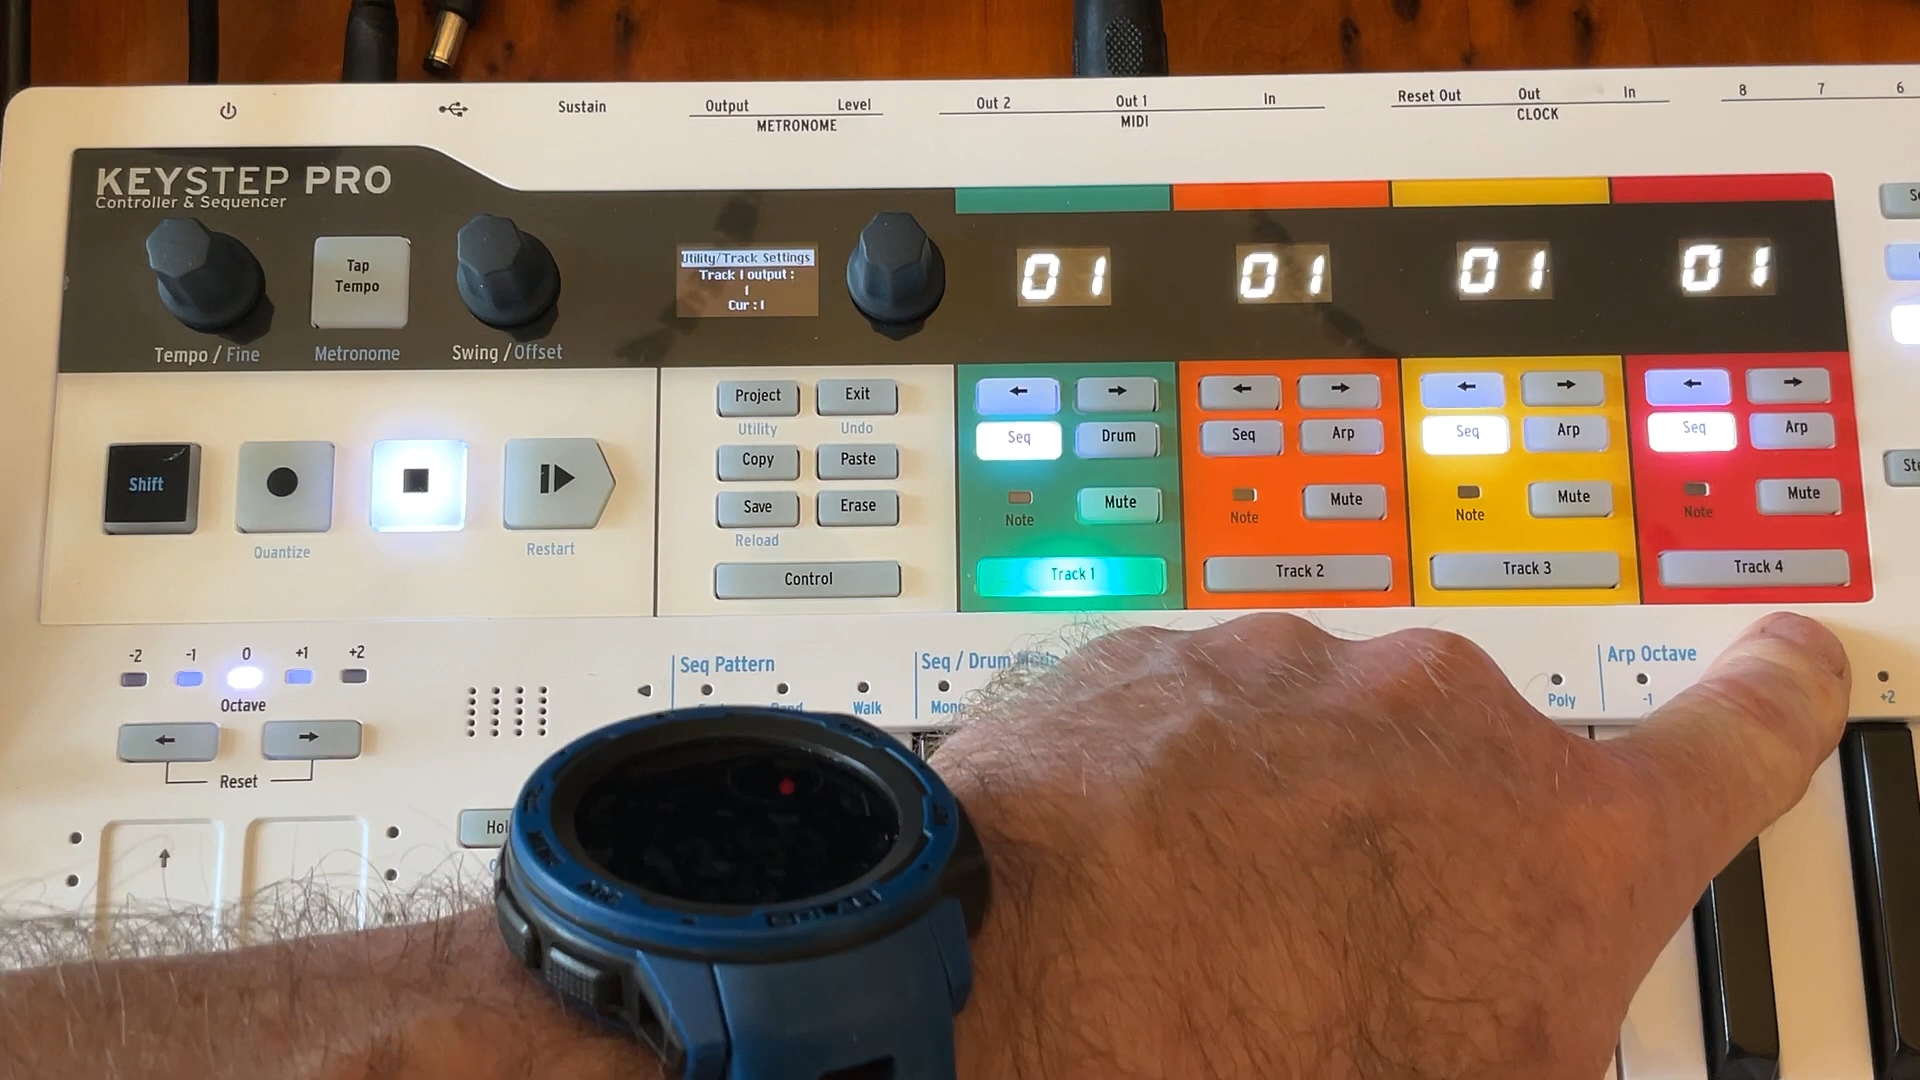 Sustain
Output
Level
METRONOME
Out 2
Out 1
In
MIDI
Reset Out
Out
In
CLOCK
8
7
6
KEYSTEP PRO
Controller & Sequencer
Tap
Tempo
Tempo / Fine
Metronome
Swing / Offset
Utility/Track Settings
Track 1 output :
1
Cur : 1
01
01
01
01
Shift
Quantize
Restart
Project
Exit
Utility
Undo
Copy
Paste
Save
Erase
Reload
Control
Seq
Drum
Note
Mute
Track 1
Seq
Arp
Note
Mute
Track 2
Seq
Arp
Note
Mute
Track 3
Seq
Arp
Note
Mute
Track 4
-2
-1
0
+1
+2
Octave
Reset
Seq Pattern
Walk
Seq / Drum
Mono
Poly
Arp Octave
-1
+2
SOLAR